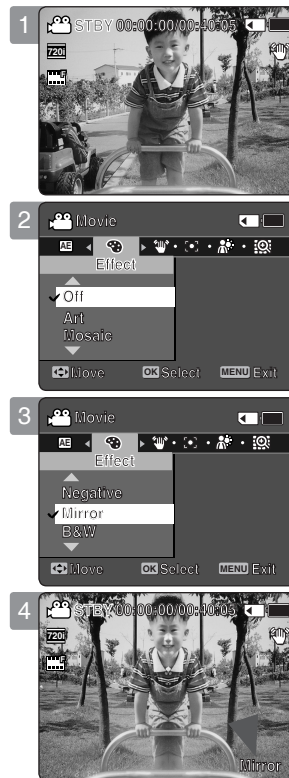 1
STBY 00:00:00/00:40:05
720i
2
Movie
AE
Effect
Off
Art
Mosaic
Move OK Select MENU Exit
3
Movie
AE
Effect
Negative
Mirror
B&W
Move OK Select MENU Exit
4
STBY 00:00:00/00:40:05
720i
Mirror